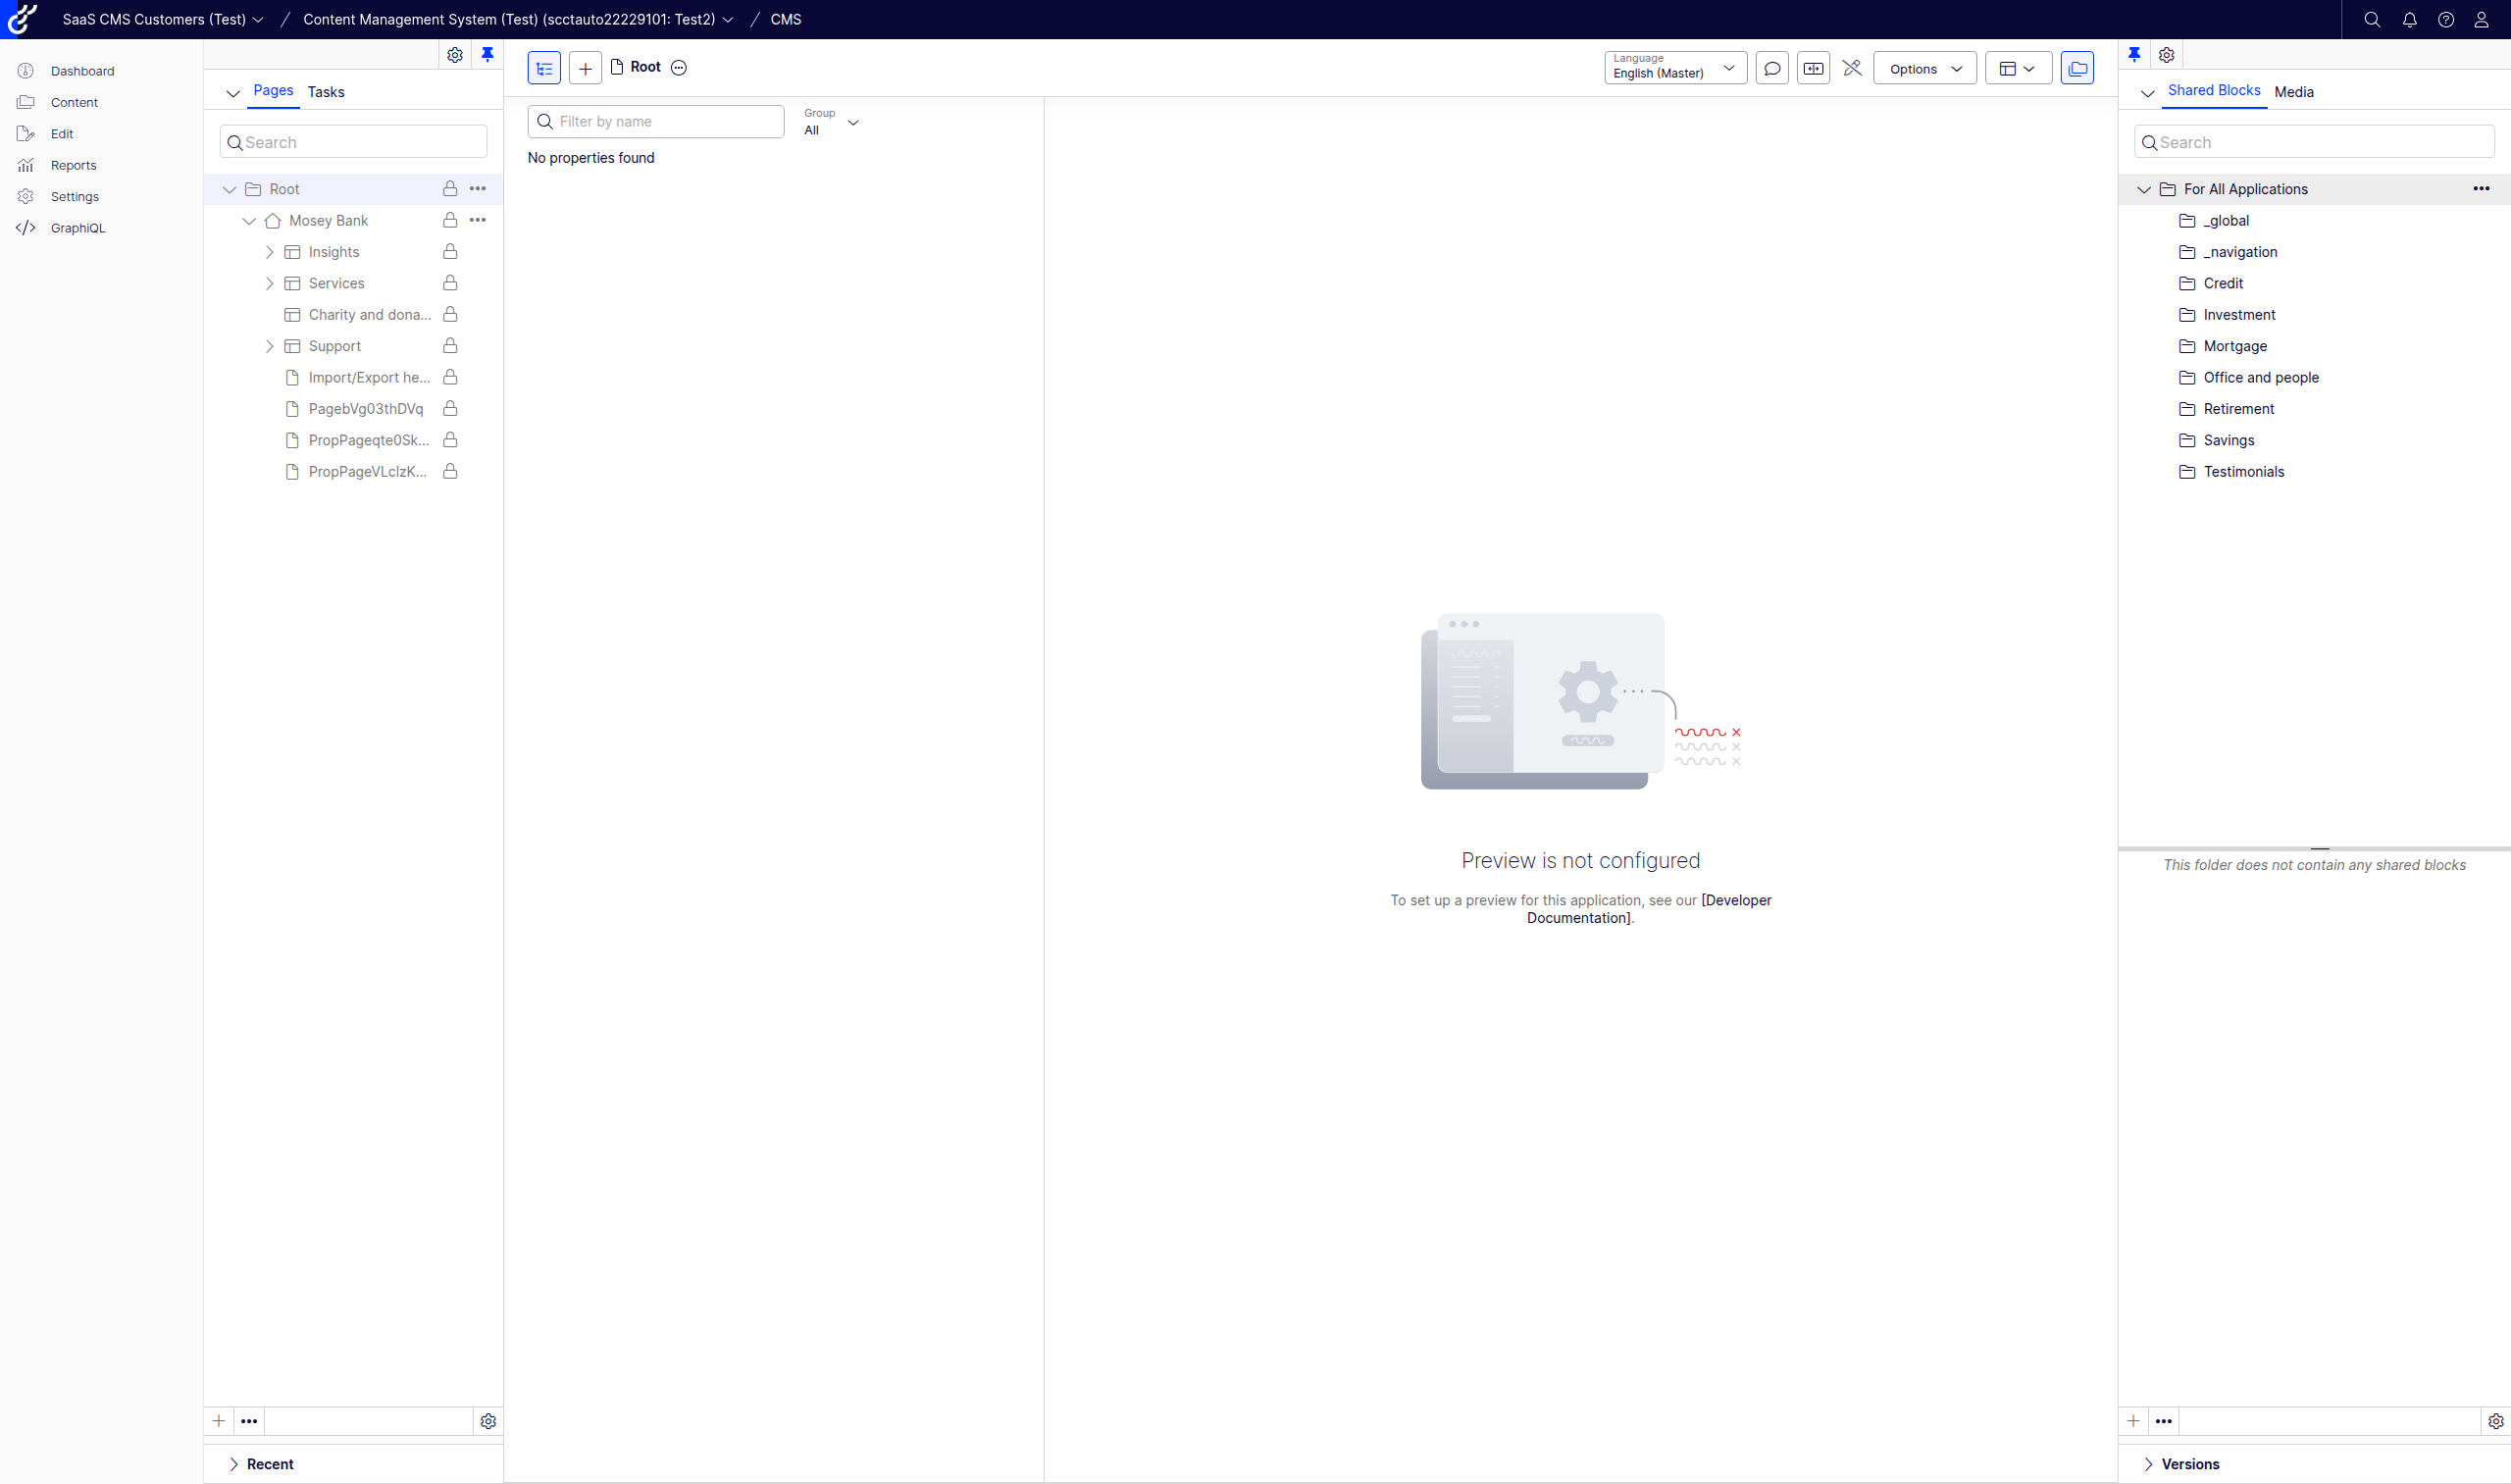 SaaS CMS Customers (Test) / Content Management System (Test) (scctauto22229101: Test2) / CMS
Dashboard
Content
Edit
Reports
Settings
GraphiQL
Pages Tasks
Search
Root
Mosey Bank
Insights
Services
Charity and dona...
Support
Import/Export he...
PagebVg03thDVq
PropPageqte0Sk...
PropPageVLclzK...
Recent
Root
Language
English (Master)
Options
Filter by name
Group
All
No properties found
Preview is not configured
To set up a preview for this application, see our [Developer
Documentation].
Shared Blocks Media
Search
For All Applications
_global
_navigation
Credit
Investment
Mortgage
Office and people
Retirement
Savings
Testimonials
This folder does not contain any shared blocks
Versions